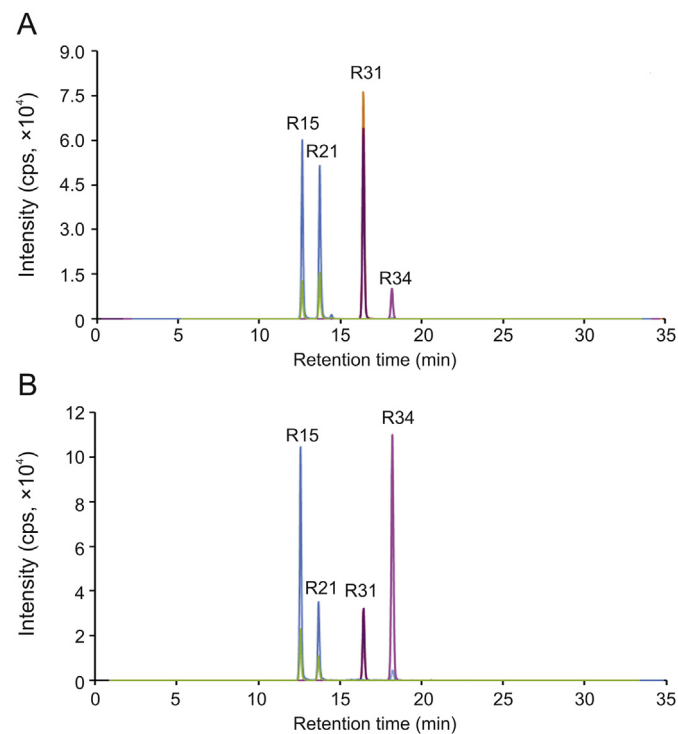 A
9.0
7.5
6.0
4.5
3.0
1.5
0
Intensity (cps, ×10⁴)
R31
R15
R21
R34
0 5 10 15 20 25 30 35
Retention time (min)
B
12
10
8
6
4
2
0
Intensity (cps, ×10⁴)
R34
R15
R21 R31
0 5 10 15 20 25 30 35
Retention time (min)